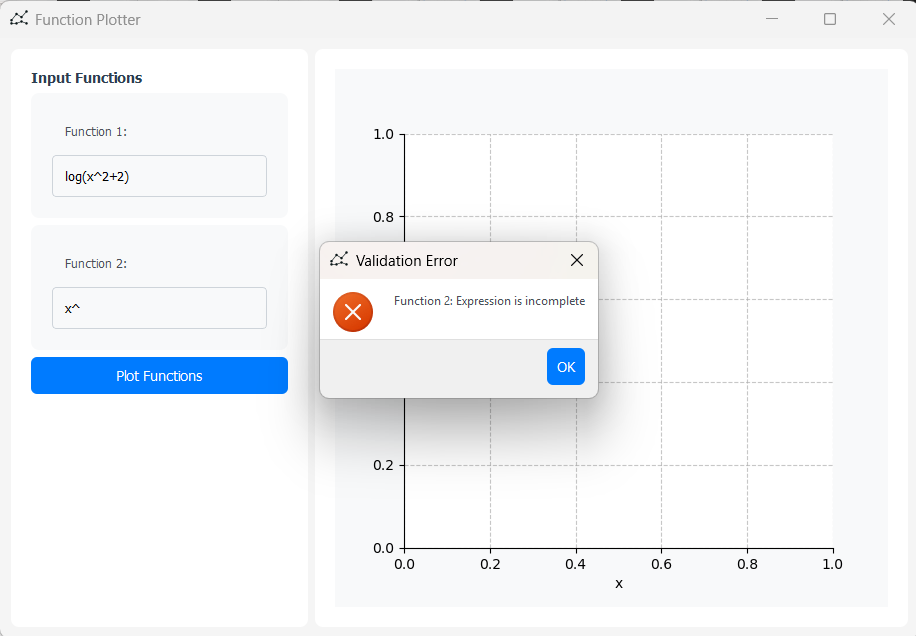 Function Plotter
Input Functions
Function 1:
log(x^2+2)
Function 2:
x^
Plot Functions
1.0
0.8
Validation Error
Function 2: Expression is incomplete
OK
0.2
0.0
0.0 0.2 0.4 0.6 0.8 1.0
x